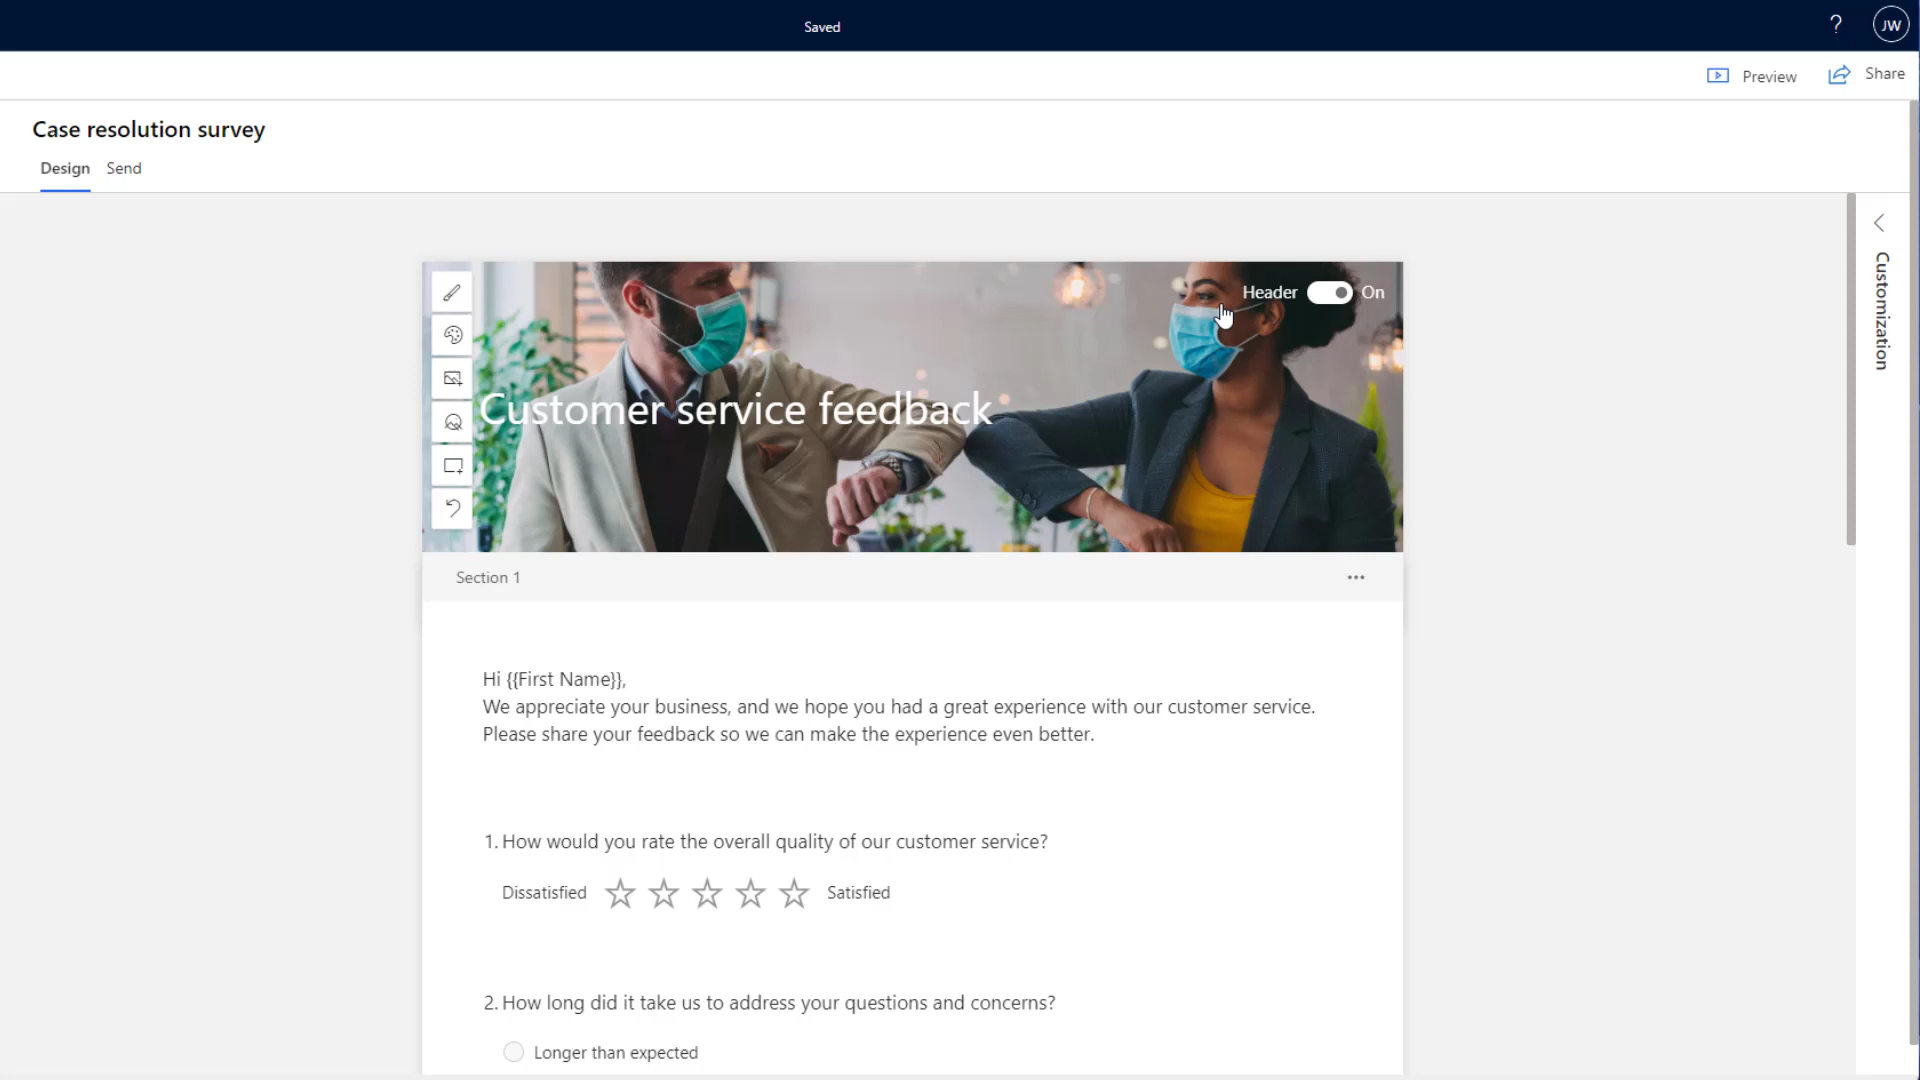 Saved
?
JW
Preview
Share
Case resolution survey
Design Send
Customization
Header On
Customer service feedback
Section 1
Hi {{First Name}},
We appreciate your business, and we hope you had a great experience with our customer service.
Please share your feedback so we can make the experience even better.
1. How would you rate the overall quality of our customer service?
Dissatisfied Satisfied
2. How long did it take us to address your questions and concerns?
Longer than expected